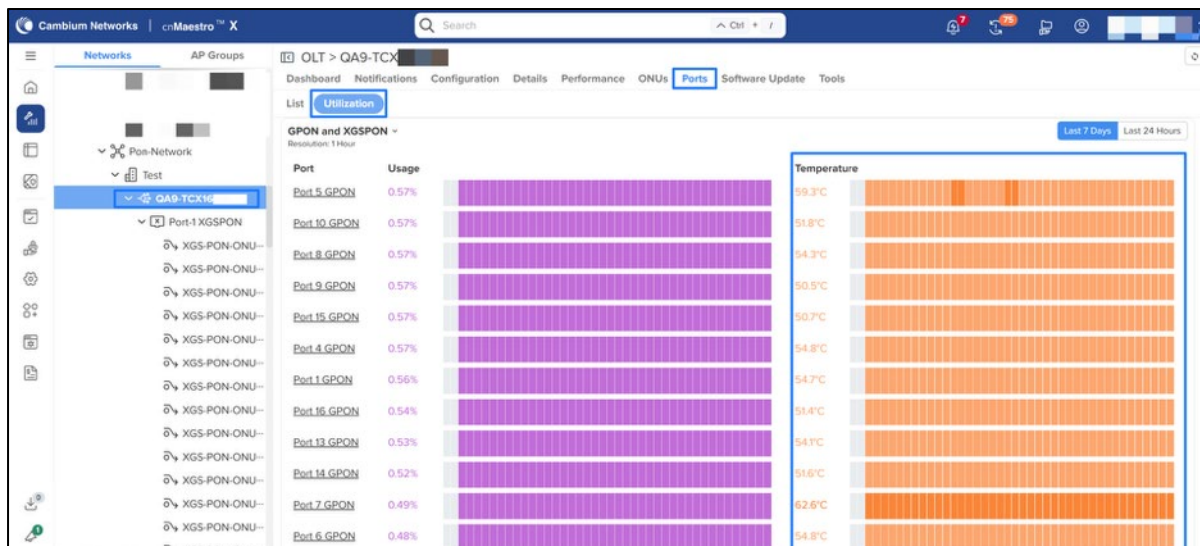 Cambium Networks | cnMaestro™ X
Search
^ Ctrl + /
7
75
Networks AP Groups
OLT > QA9-TCX
Dashboard Notifications Configuration Details Performance ONUs Ports Software Update Tools
List Utilization
GPON and XGSPON
Resolution: 1 Hour
Last 7 Days Last 24 Hours
Pon-Network
Test
QA9-TCX16
Port-1 XGSPON
XGS-PON-ONU...
XGS-PON-ONU...
XGS-PON-ONU...
XGS-PON-ONU...
XGS-PON-ONU...
XGS-PON-ONU...
XGS-PON-ONU...
XGS-PON-ONU...
XGS-PON-ONU...
XGS-PON-ONU...
XGS-PON-ONU...
XGS-PON-ONU...
XGS-PON-ONU...
0
1
Port Usage Temperature
Port 5 GPON 0.57% 59.3°C
Port 10 GPON 0.57% 51.8°C
Port 8 GPON 0.57% 54.3°C
Port 9 GPON 0.57% 50.5°C
Port 15 GPON 0.57% 50.7°C
Port 4 GPON 0.57% 54.8°C
Port 1 GPON 0.56% 54.7°C
Port 16 GPON 0.54% 51.4°C
Port 13 GPON 0.53% 54.1°C
Port 14 GPON 0.52% 51.6°C
Port 7 GPON 0.49% 62.6°C
Port 6 GPON 0.48% 54.8°C